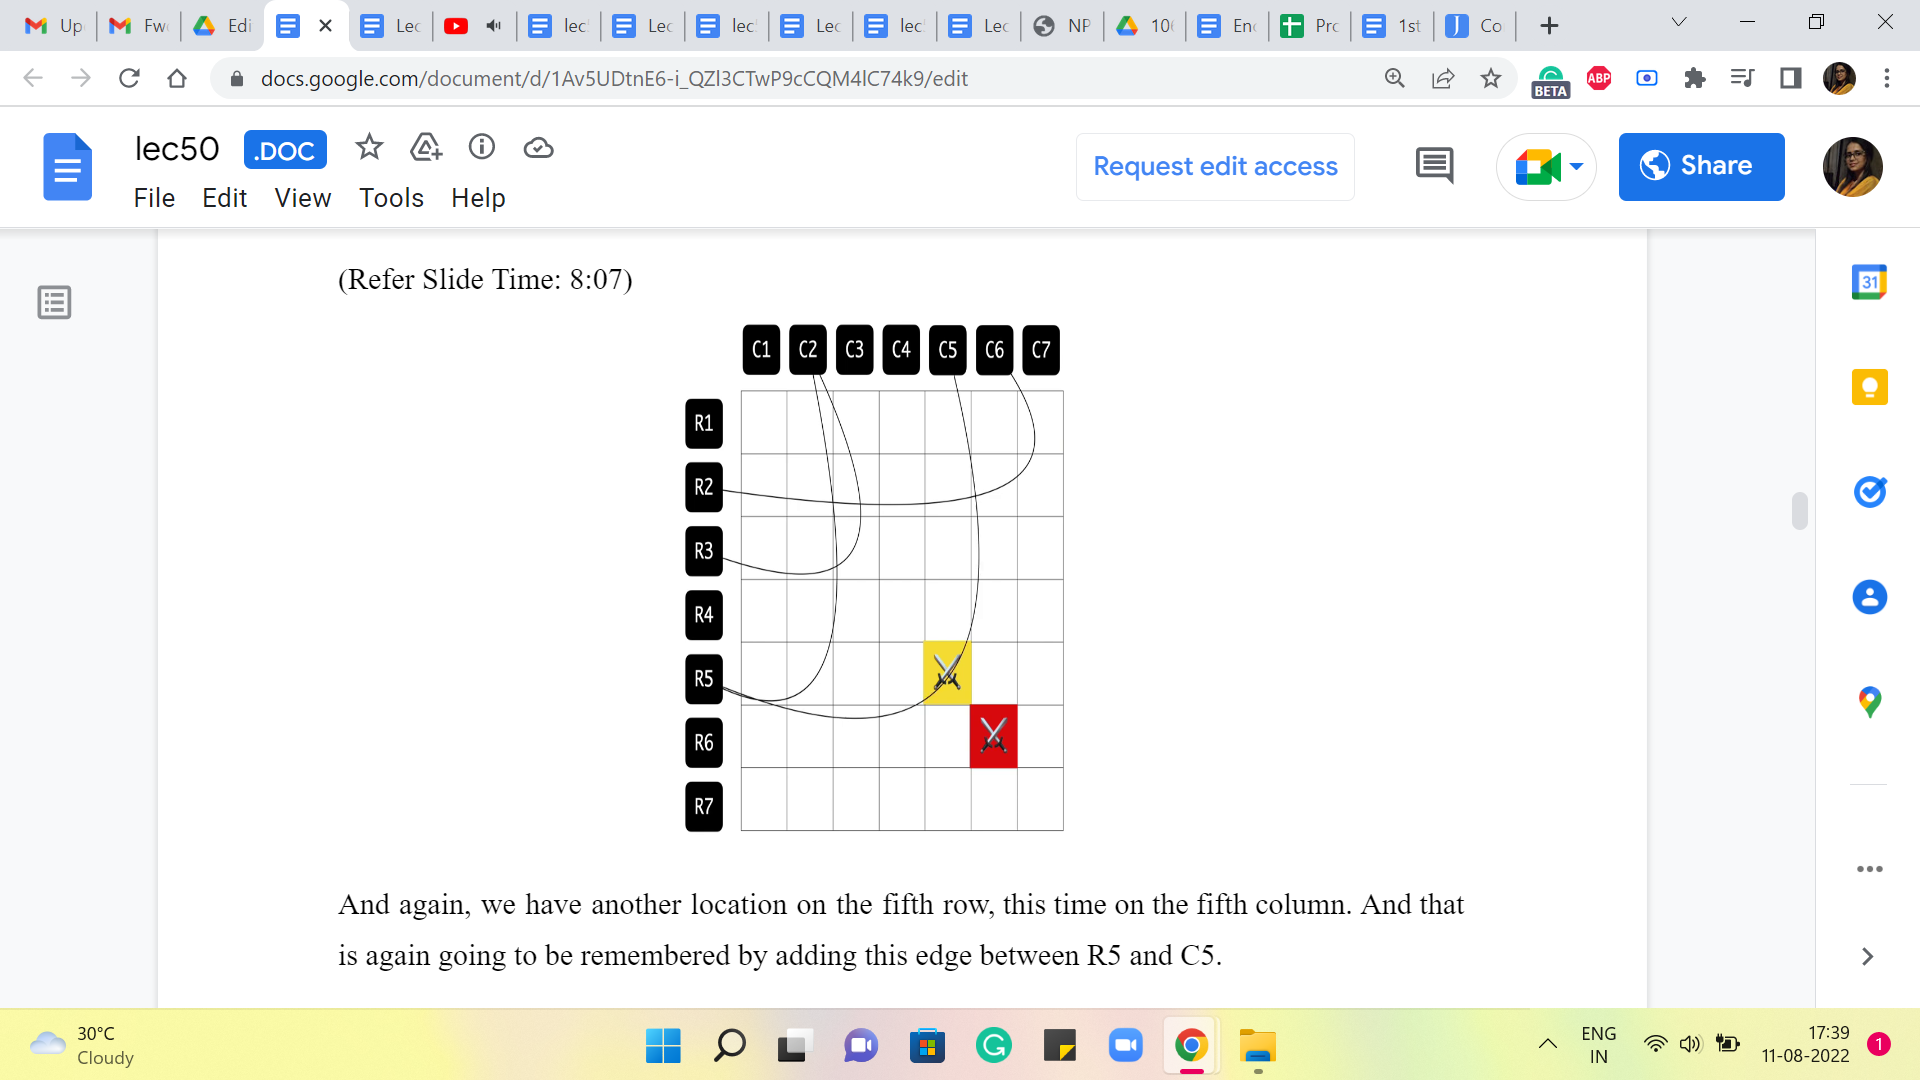 Up
Fwd
Edi
Lec
lec
Lec
lec
Lec
lec
Lec
NP
10
Enc
Pro
1st
Co
docs.google.com/document/d/1Av5UDtnE6-i_QZl3CTwP9cCQM4lC74k9/edit
ABP
BETA
lec50 .DOC
Request edit access
Share
File Edit View Tools Help
31
(Refer Slide Time: 8:07)
C1 C2 C3 C4 C5 C6 C7
R1
R2
R3
R4
R5
R6
R7
And again, we have another location on the fifth row, this time on the fifth column. And that
is again going to be remembered by adding this edge between R5 and C5.
30°C
Cloudy
ENG
IN
17:39
11-08-2022
1